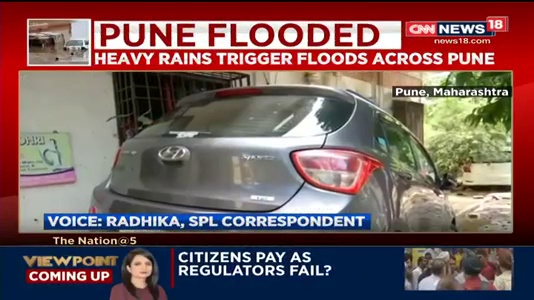 PUNE FLOODED
CNN NEWS 18
news18.com
HEAVY RAINS TRIGGER FLOODS ACROSS PUNE
Pune, Maharashtra
VOICE: RADHIKA, SPL CORRESPONDENT
The Nation@5
VIEWPOINT
COMING UP
CITIZENS PAY AS
REGULATORS FAIL?